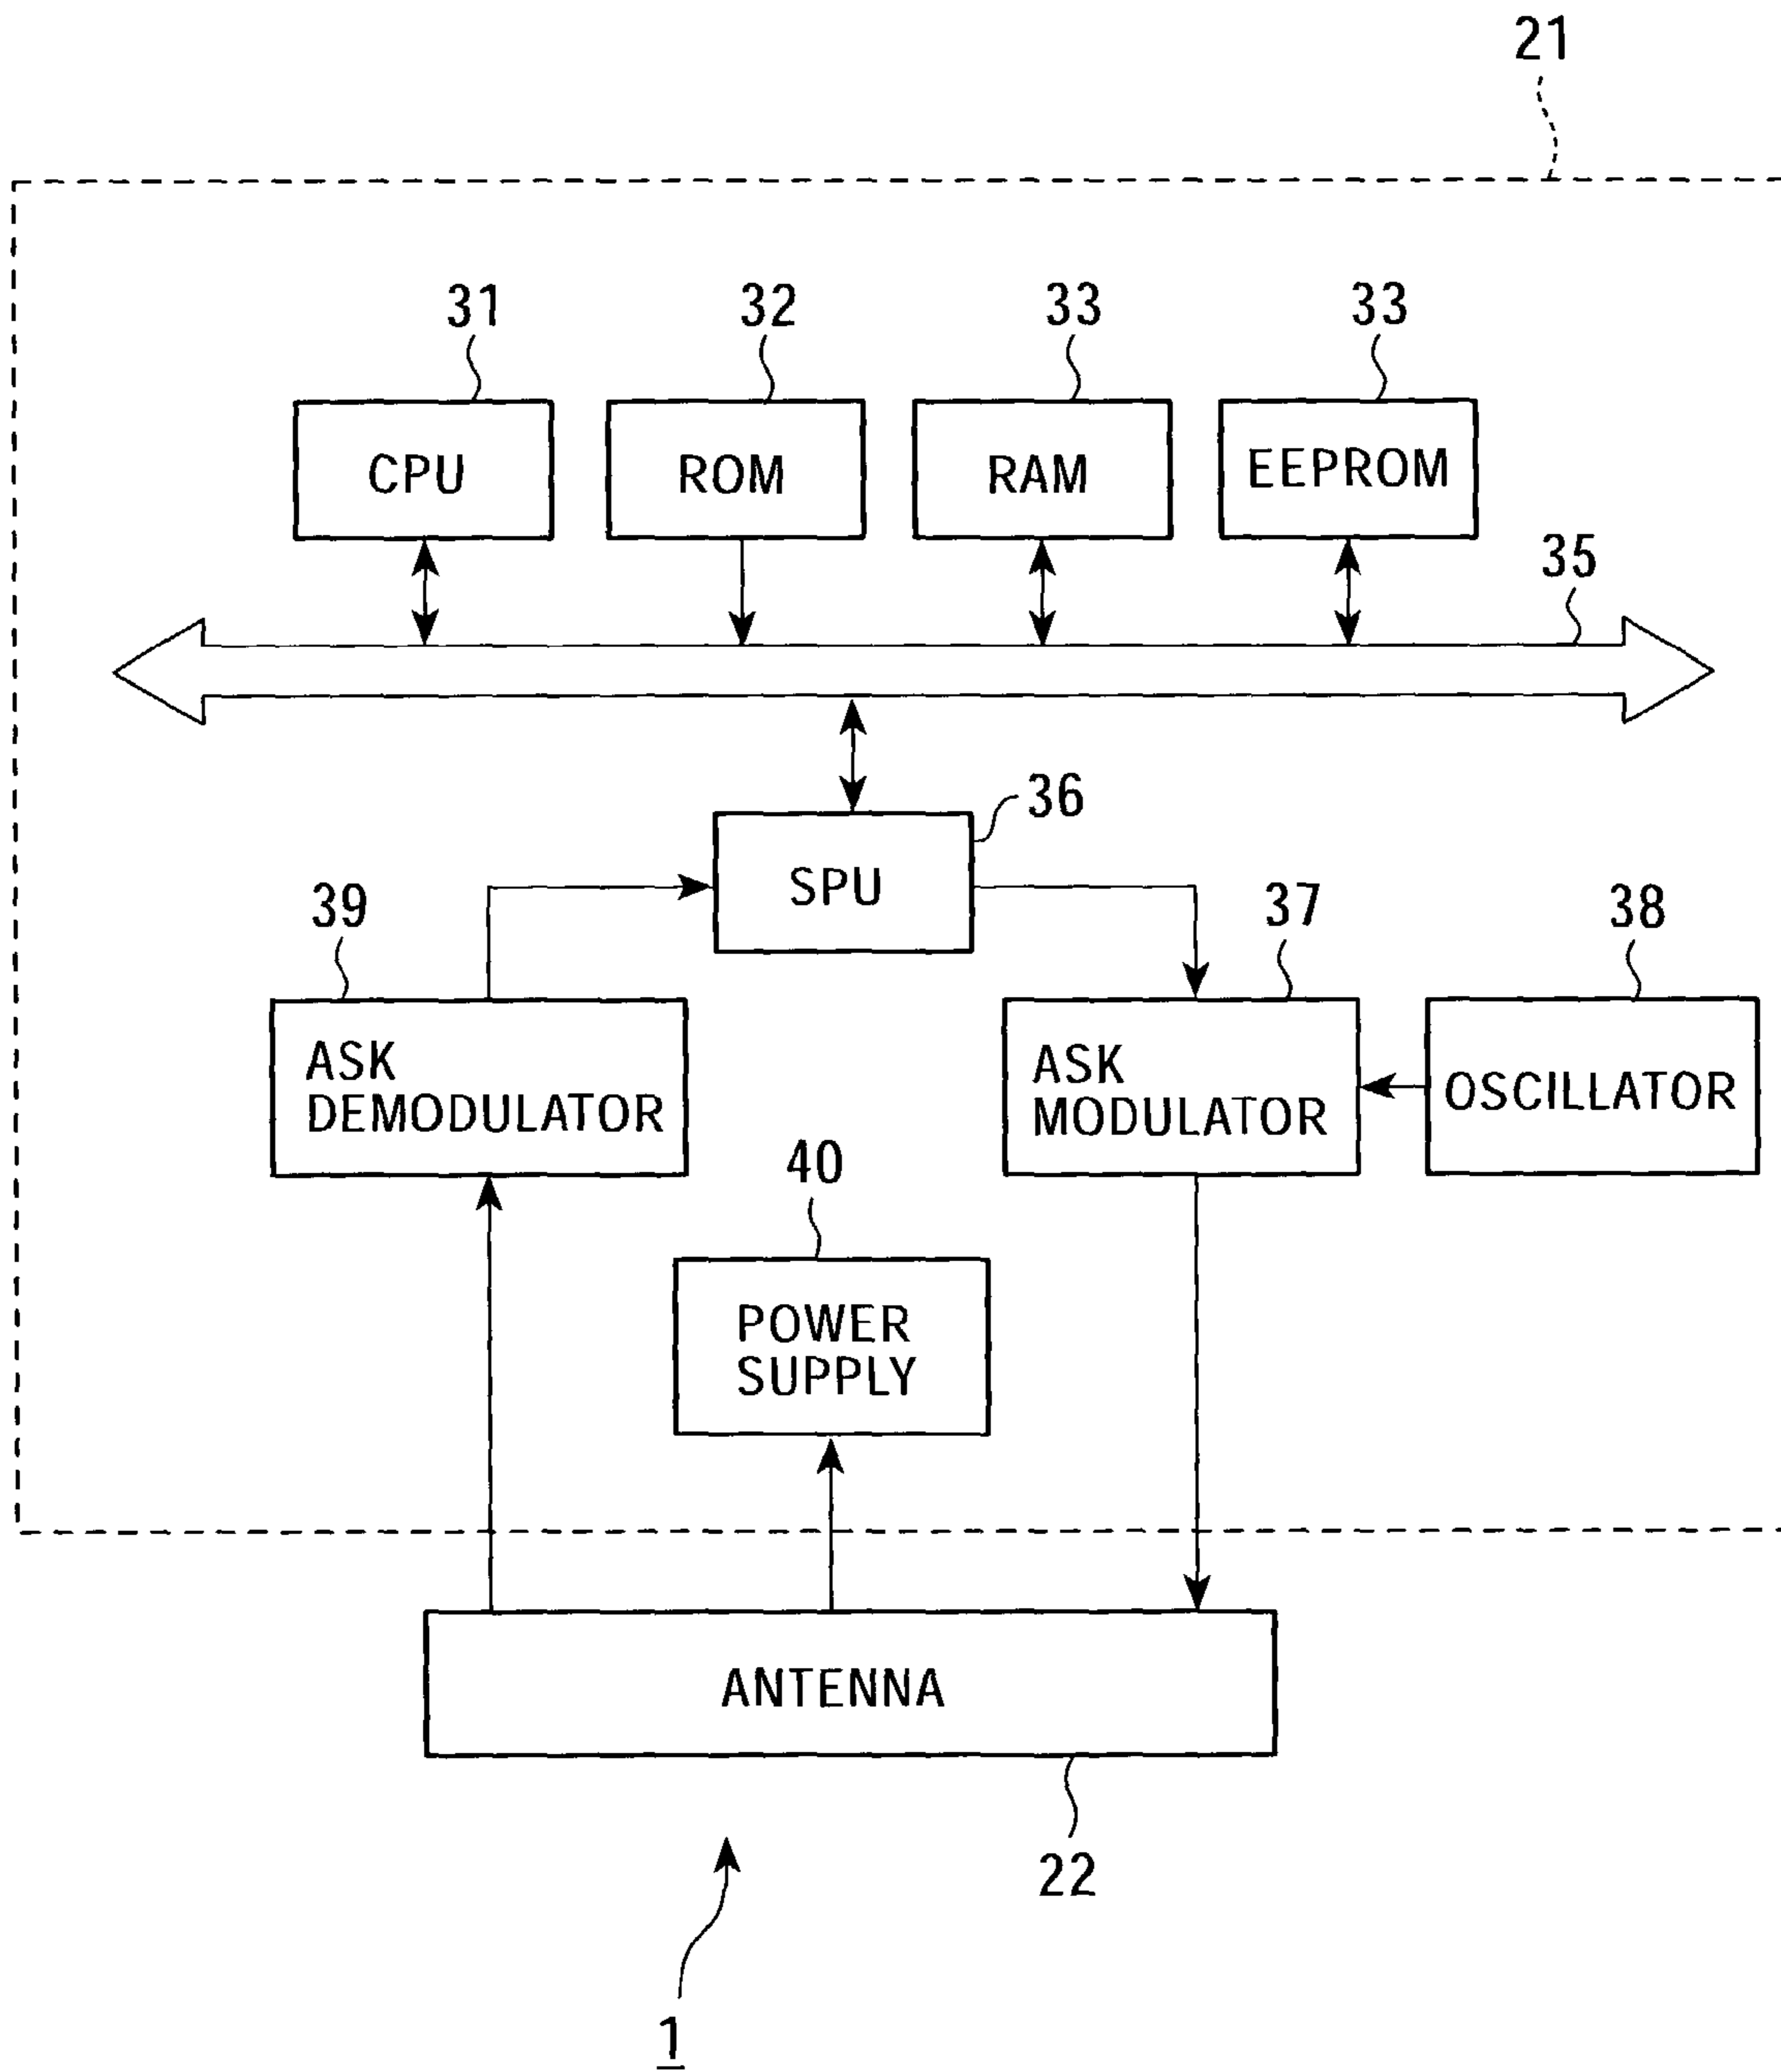 21
31 32 33 33
CPU ROM RAM EEPROM
35
36
SPU
39 37 38
ASK
DEMODULATOR
ASK
MODULATOR
OSCILLATOR
40
POWER
SUPPLY
ANTENNA
22
1